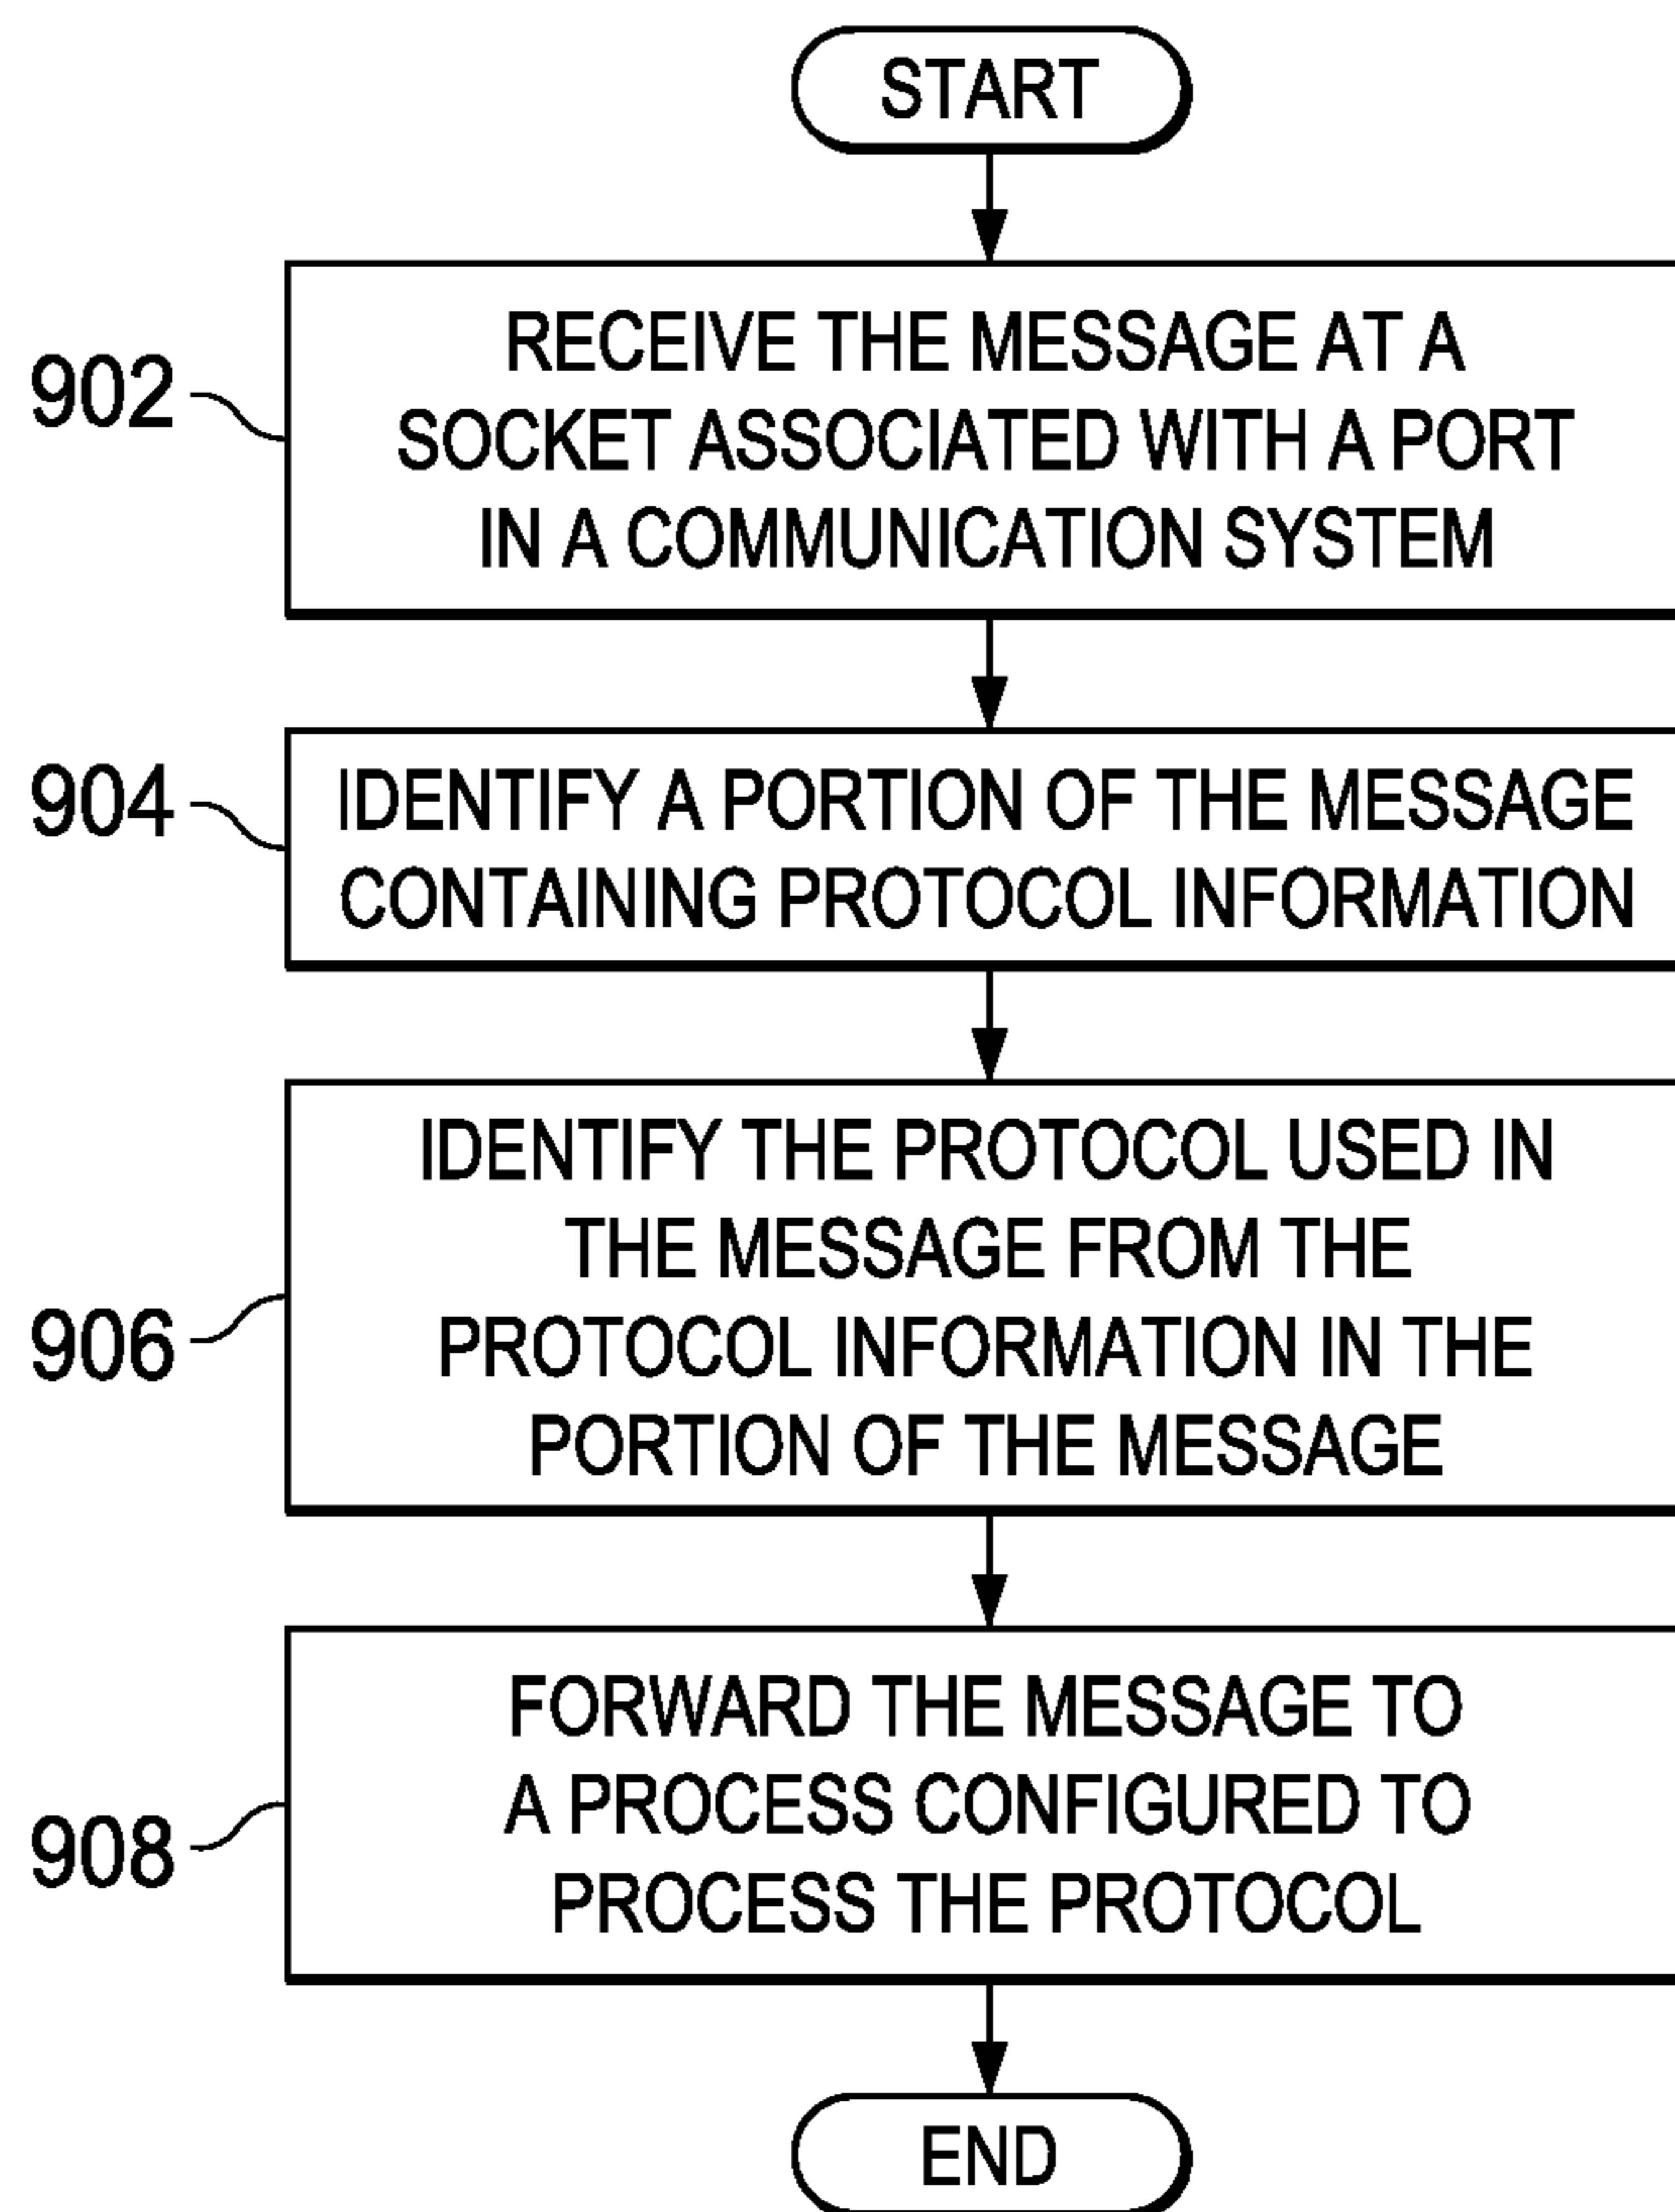 START
902
RECEIVE THE MESSAGE AT A
SOCKET ASSOCIATED WITH A PORT
IN A COMMUNICATION SYSTEM
904
IDENTIFY A PORTION OF THE MESSAGE
CONTAINING PROTOCOL INFORMATION
906
IDENTIFY THE PROTOCOL USED IN
THE MESSAGE FROM THE
PROTOCOL INFORMATION IN THE
PORTION OF THE MESSAGE
908
FORWARD THE MESSAGE TO
A PROCESS CONFIGURED TO
PROCESS THE PROTOCOL
END